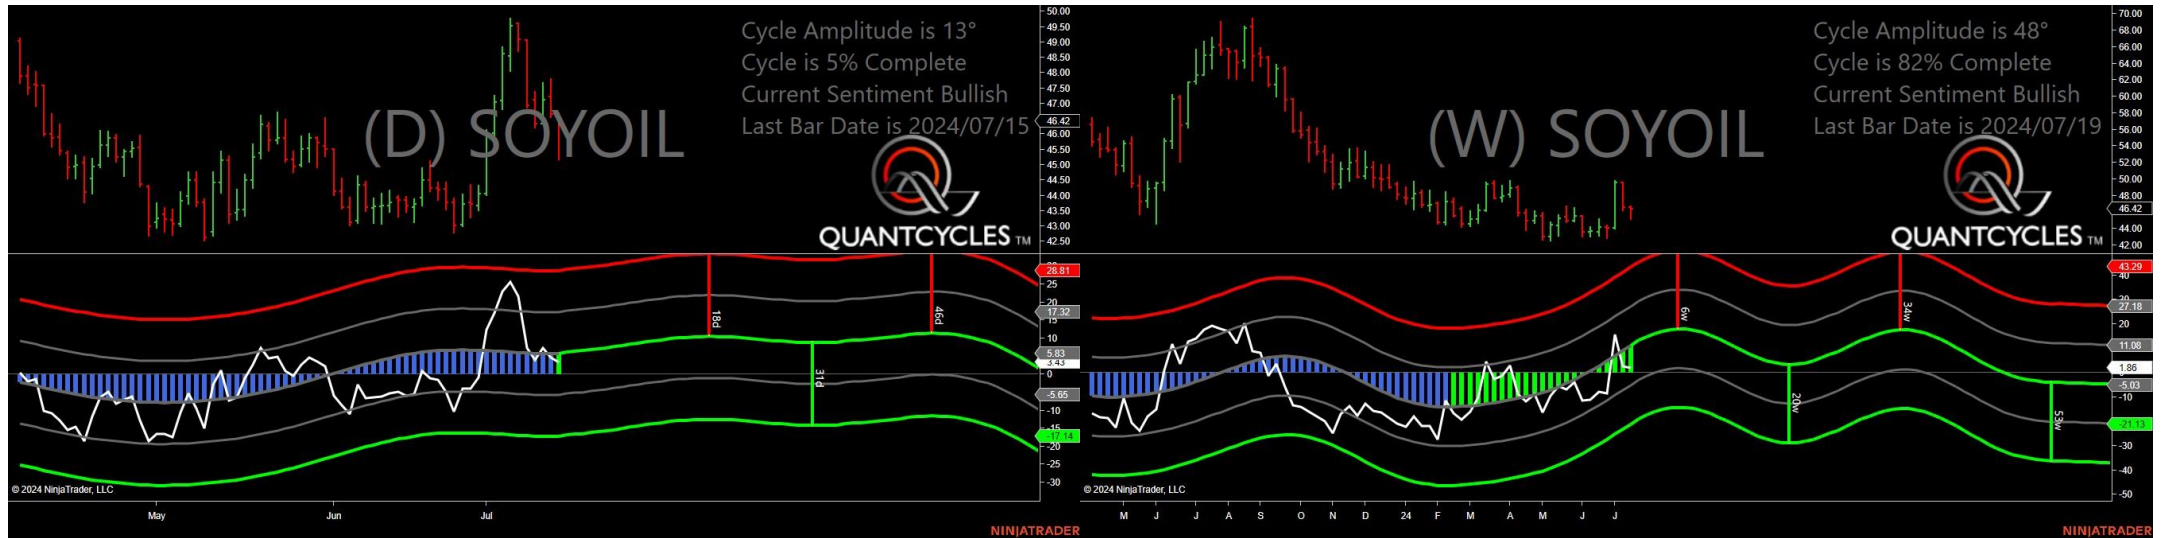 Cycle Amplitude is 13°
Cycle is 5% Complete
Current Sentiment Bullish
Last Bar Date is 2024/07/15
(D) SOYOIL
QUANTCYCLES TM
50.00
49.50
49.00
48.50
48.00
47.50
47.00
46.42
46.00
45.50
45.00
44.50
44.00
43.50
43.00
42.50
28.81
25
20
17.32
15
10
5.83
3.43
0
-5.65
-10
-15
-17.14
-20
-25
-30
18d
46d
31d
© 2024 NinjaTrader, LLC
May Jun Jul
NINJATRADER
Cycle Amplitude is 48°
Cycle is 82% Complete
Current Sentiment Bullish
Last Bar Date is 2024/07/19
(W) SOYOIL
QUANTCYCLES TM
70.00
68.00
66.00
64.00
62.00
60.00
58.00
56.00
54.00
52.00
50.00
48.00
46.42
44.00
42.00
43.29
40
27.18
20
11.08
1.86
-5.03
-10
-21.13
-30
-40
-50
6w
34w
20w
53w
© 2024 NinjaTrader, LLC
M J J A S O N D 24 F M A M J J
NINJATRADER